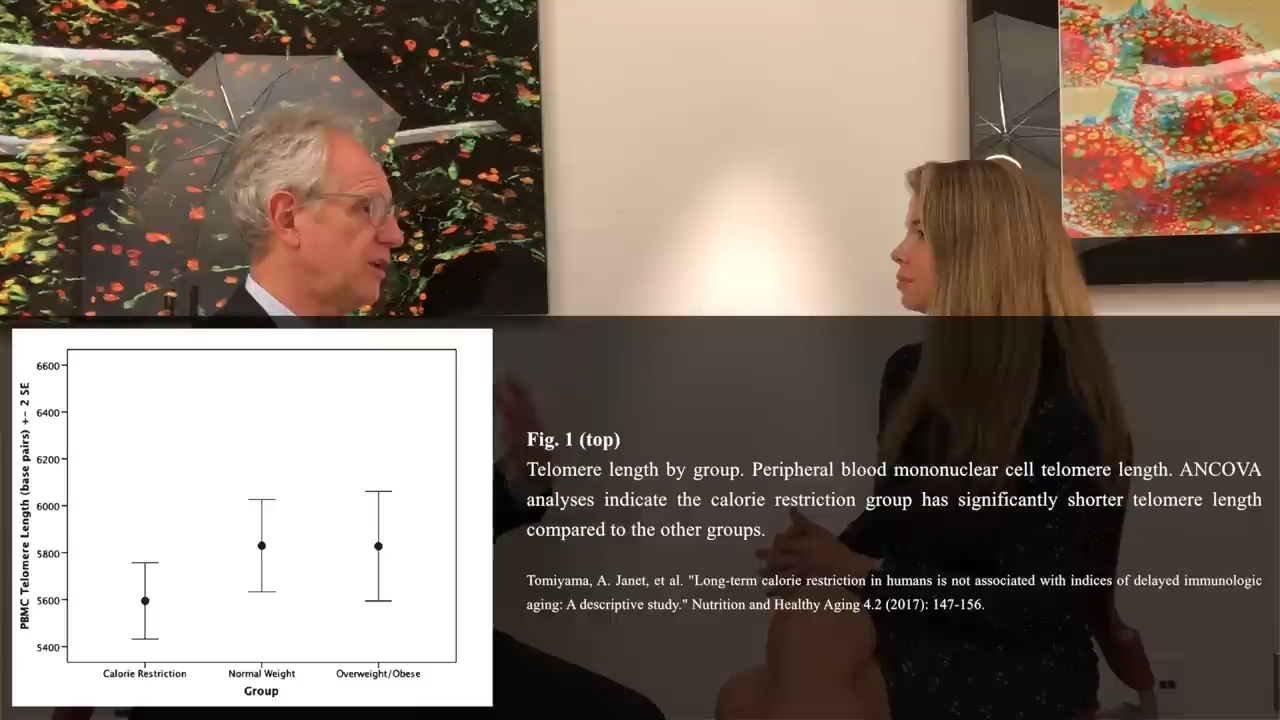 6600
6400
6200
6000
5800
5600
5400
PBMC Telomere Length (base pairs) +- 2 SE
Calorie Restriction Normal Weight Overweight/Obese
Group
Fig. 1 (top)
Telomere length by group. Peripheral blood mononuclear cell telomere length. ANCOVA
analyses indicate the calorie restriction group has significantly shorter telomere length
compared to the other groups.
Tomiyama, A. Janet, et al. "Long-term calorie restriction in humans is not associated with indices of delayed immunologic
aging: A descriptive study." Nutrition and Healthy Aging 4.2 (2017): 147-156.